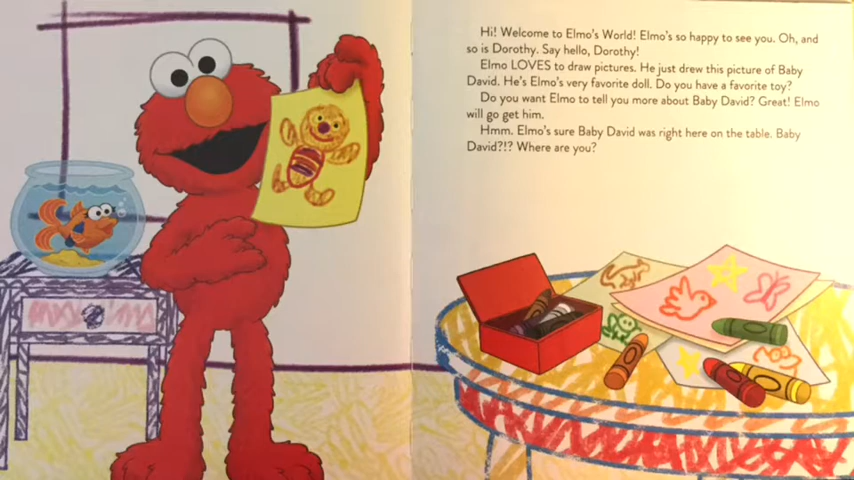 Hi! Welcome to Elmo's World! Elmo's so happy to see you. Oh, and
so is Dorothy. Say hello, Dorothy!
Elmo LOVES to draw pictures. He just drew this picture of Baby
David. He's Elmo's very favorite doll. Do you have a favorite toy?
Do you want Elmo to tell you more about Baby David? Great! Elmo
will go get him.
Hmm. Elmo's sure Baby David was right here on the table. Baby
David?!? Where are you?